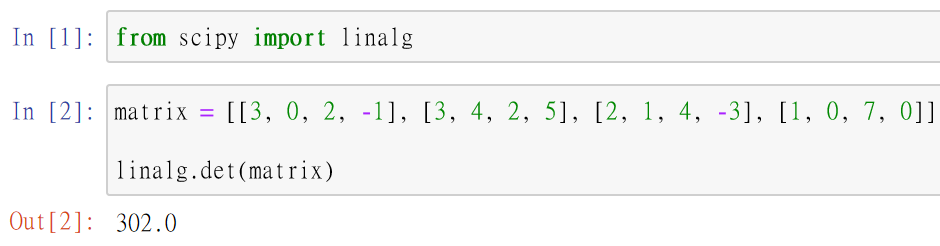 In [1]: from scipy import linalg
In [2]: matrix = [[3, 0, 2, -1], [3, 4, 2, 5], [2, 1, 4, -3], [1, 0, 7, 0]]
linalg.det(matrix)
Out[2]: 302.0